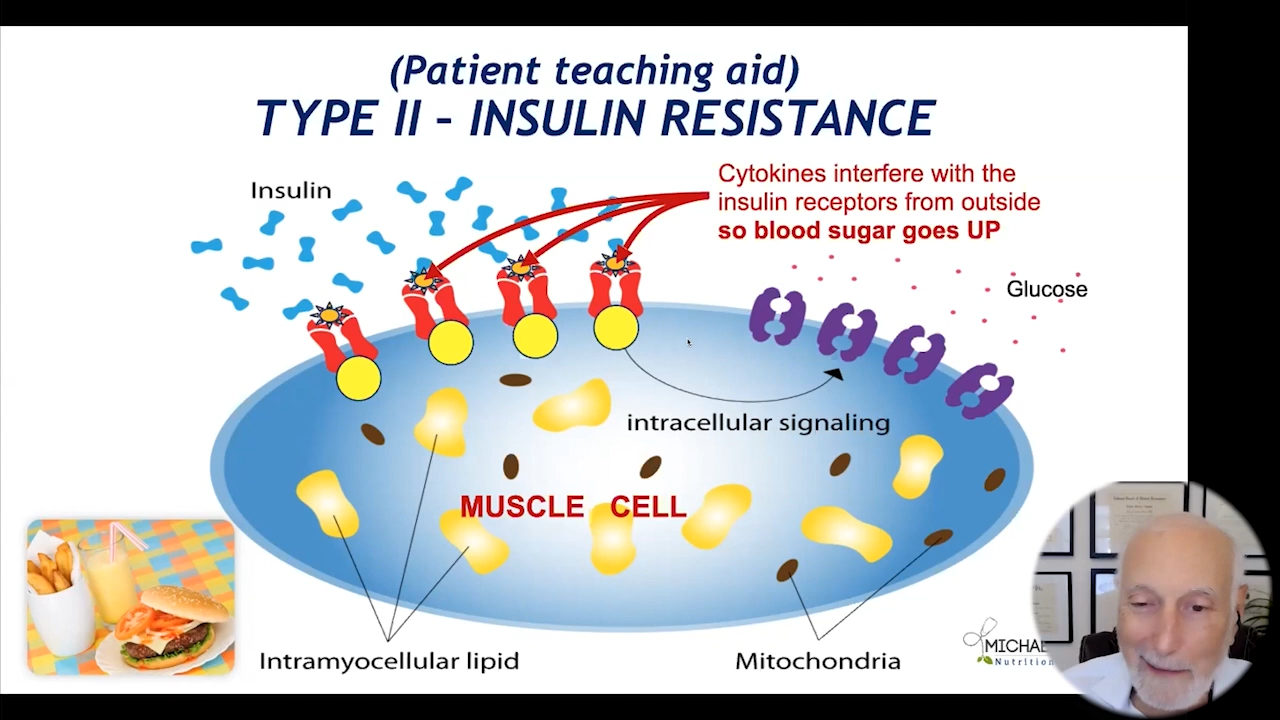 (Patient teaching aid)
TYPE II - INSULIN RESISTANCE
Insulin
Cytokines interfere with the
insulin receptors from outside
so blood sugar goes UP
Glucose
intracellular signaling
MUSCLE CELL
Intramyocellular lipid
Mitochondria
MICHA
Nutrition